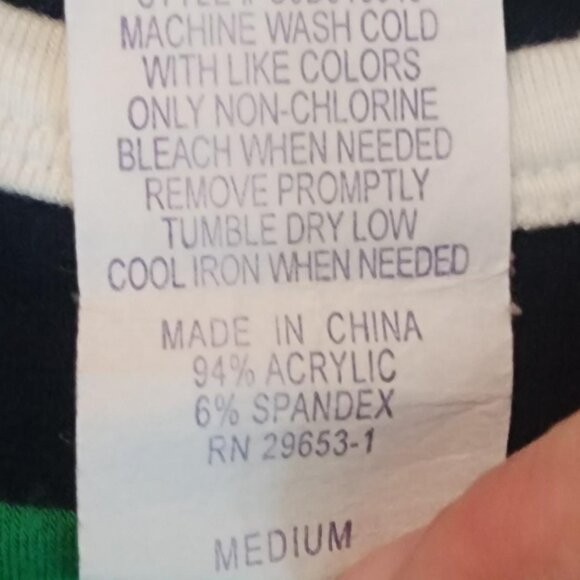 MACHINE WASH COLD
WITH LIKE COLORS
ONLY NON-CHLORINE
BLEACH WHEN NEEDED
REMOVE PROMPTLY
TUMBLE DRY LOW
COOL IRON WHEN NEEDED
MADE IN CHINA
94% ACRYLIC
6% SPANDEX
RN 29653-1
MEDIUM